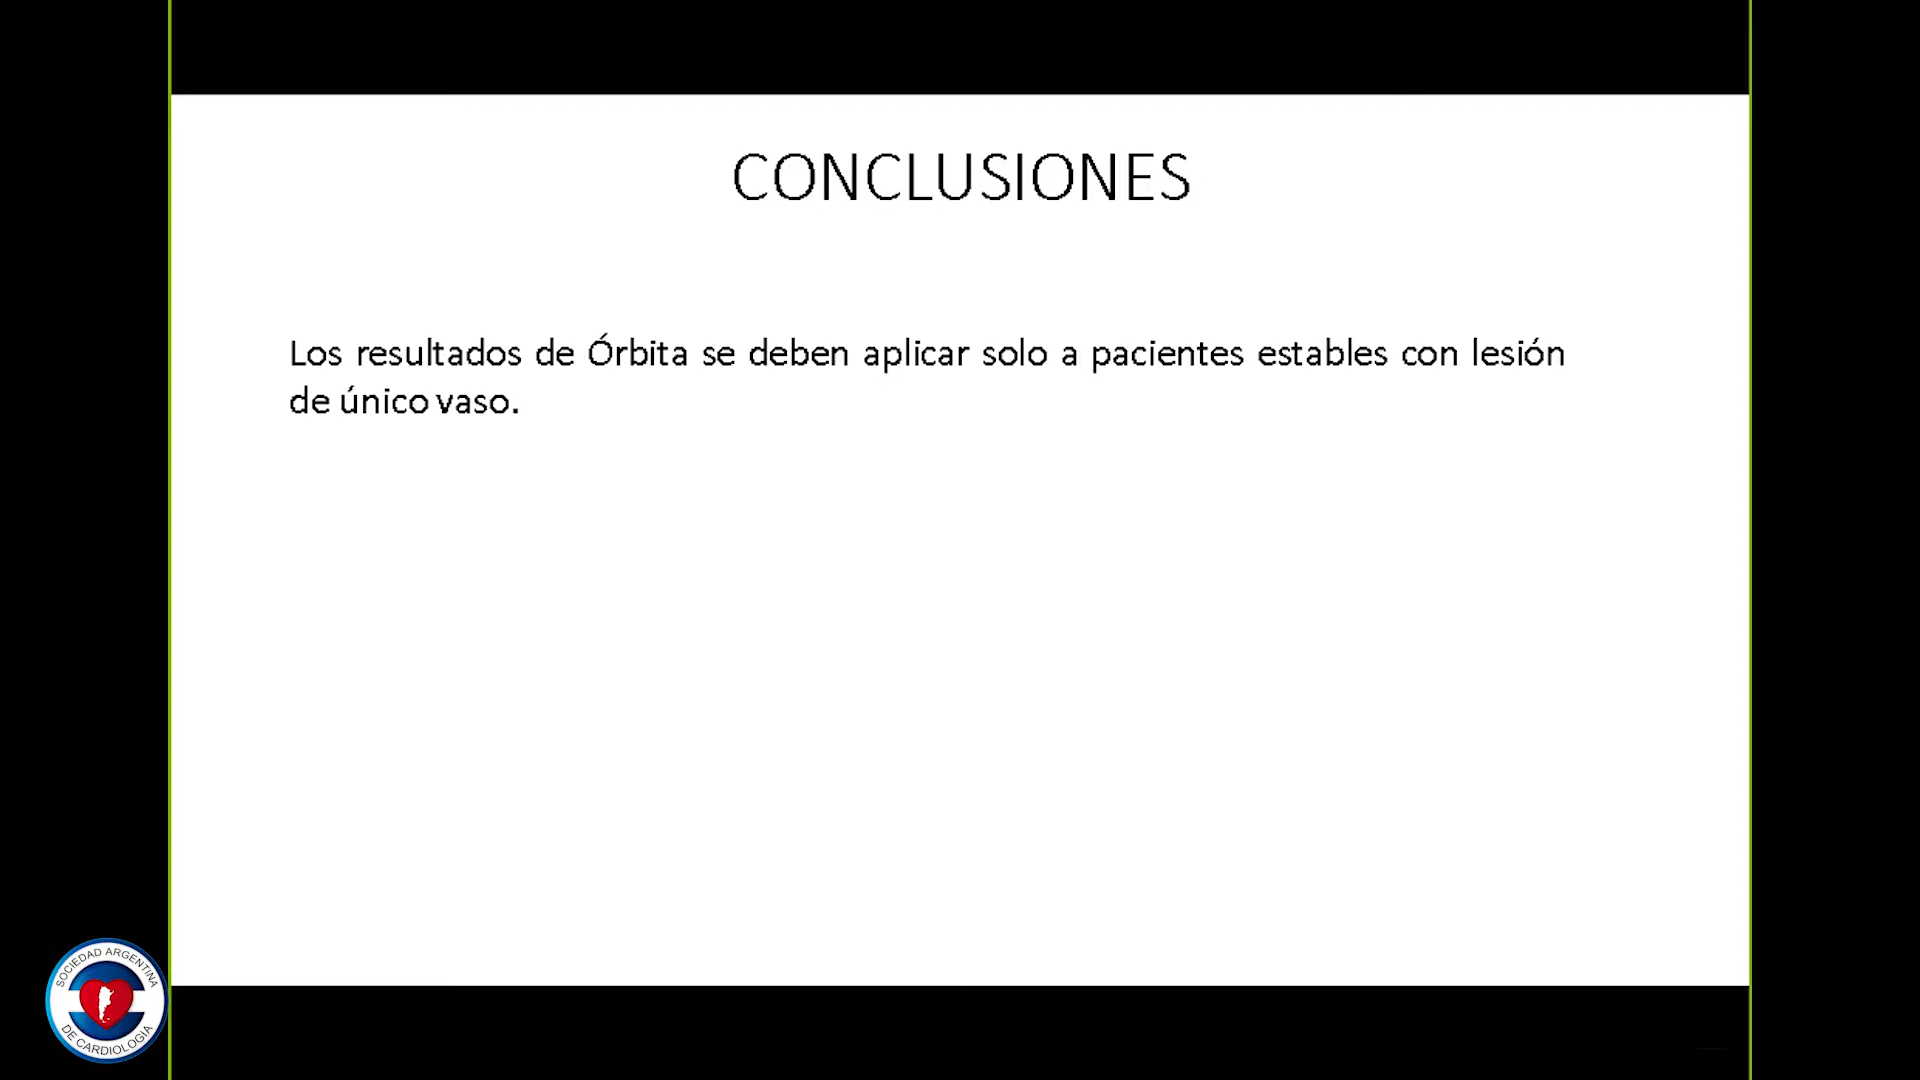 CONCLUSIONES
Los resultados de Órbita se deben aplicar solo a pacientes estables con lesión
de único vaso.
SOCIEDAD ARGENTINA
DE CARDIOLOGÍA